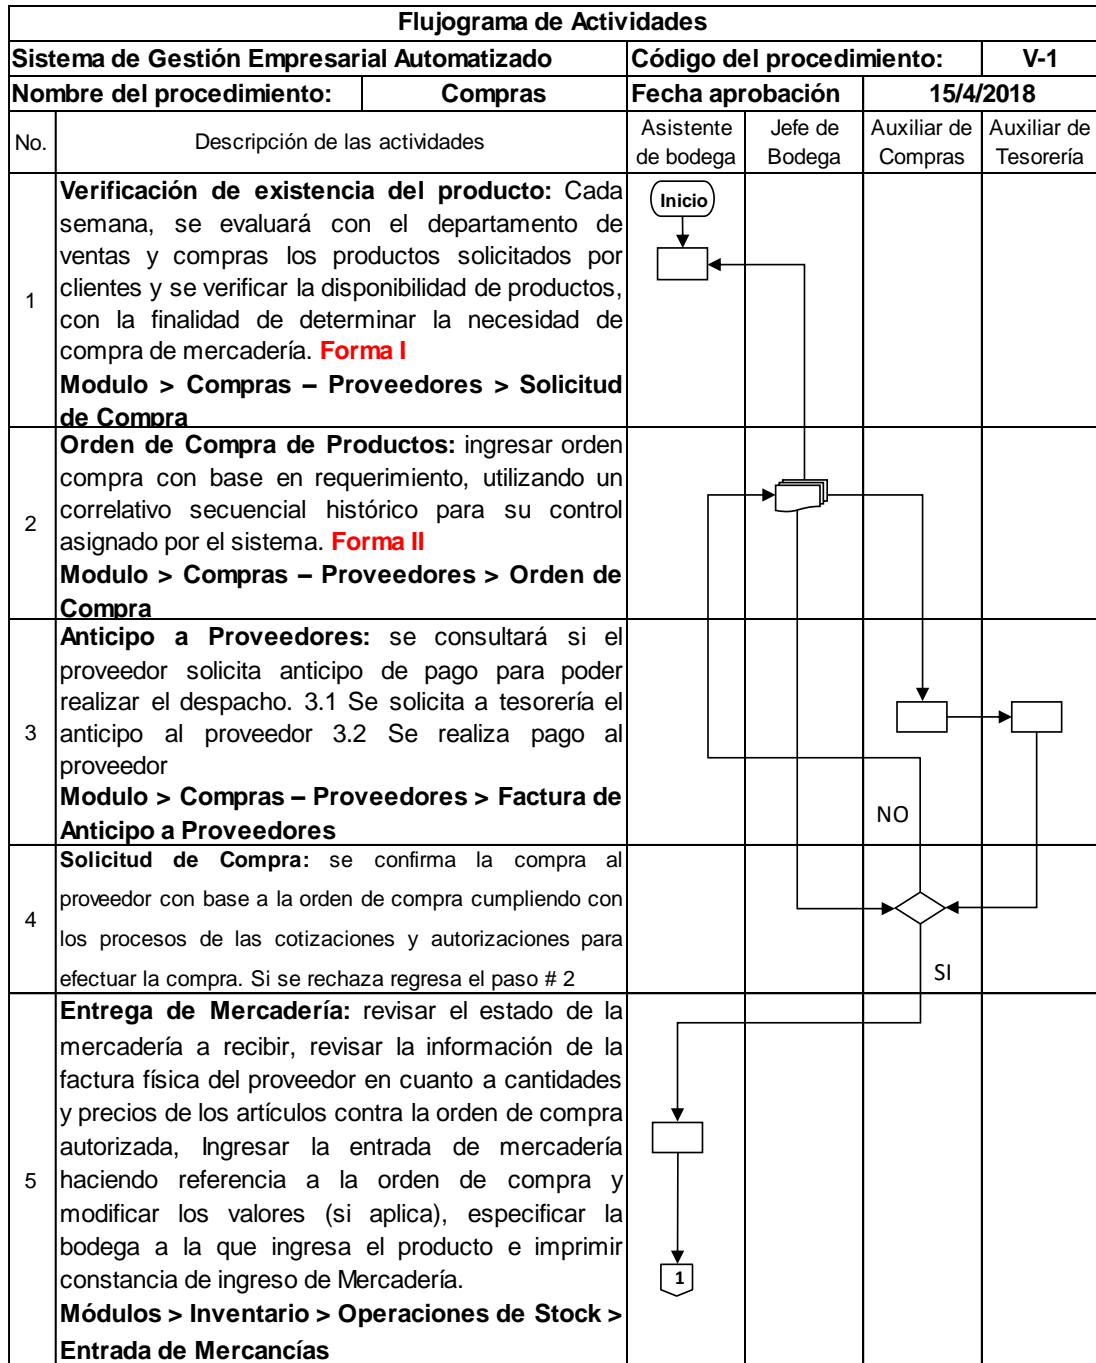 Flujograma de Actividades
Sistema de Gestión Empresarial Automatizado Código del procedimiento: V-1
Nombre del procedimiento: Compras Fecha aprobación 15/4/2018
No. Descripción de las actividades Asistente de bodega Jefe de Bodega Auxiliar de Compras Auxiliar de Tesorería
1
Verificación de existencia del producto: Cada
semana, se evaluará con el departamento de
ventas y compras los productos solicitados por
clientes y se verificar la disponibilidad de productos,
con la finalidad de determinar la necesidad de
compra de mercadería. Forma I
Modulo > Compras – Proveedores > Solicitud
de Compra
Inicio
2
Orden de Compra de Productos: ingresar orden
compra con base en requerimiento, utilizando un
correlativo secuencial histórico para su control
asignado por el sistema. Forma II
Modulo > Compras – Proveedores > Orden de
Compra
3
Anticipo a Proveedores: se consultará si el
proveedor solicita anticipo de pago para poder
realizar el despacho. 3.1 Se solicita a tesorería el
anticipo al proveedor 3.2 Se realiza pago al
proveedor
Modulo > Compras – Proveedores > Factura de
Anticipo a Proveedores
NO
4
Solicitud de Compra: se confirma la compra al
proveedor con base a la orden de compra cumpliendo con
los procesos de las cotizaciones y autorizaciones para
efectuar la compra. Si se rechaza regresa el paso # 2
SI
5
Entrega de Mercadería: revisar el estado de la
mercadería a recibir, revisar la información de la
factura física del proveedor en cuanto a cantidades
y precios de los artículos contra la orden de compra
autorizada, Ingresar la entrada de mercadería
haciendo referencia a la orden de compra y
modificar los valores (si aplica), especificar la
bodega a la que ingresa el producto e imprimir
constancia de ingreso de Mercadería.
Módulos > Inventario > Operaciones de Stock >
Entrada de Mercancías
1